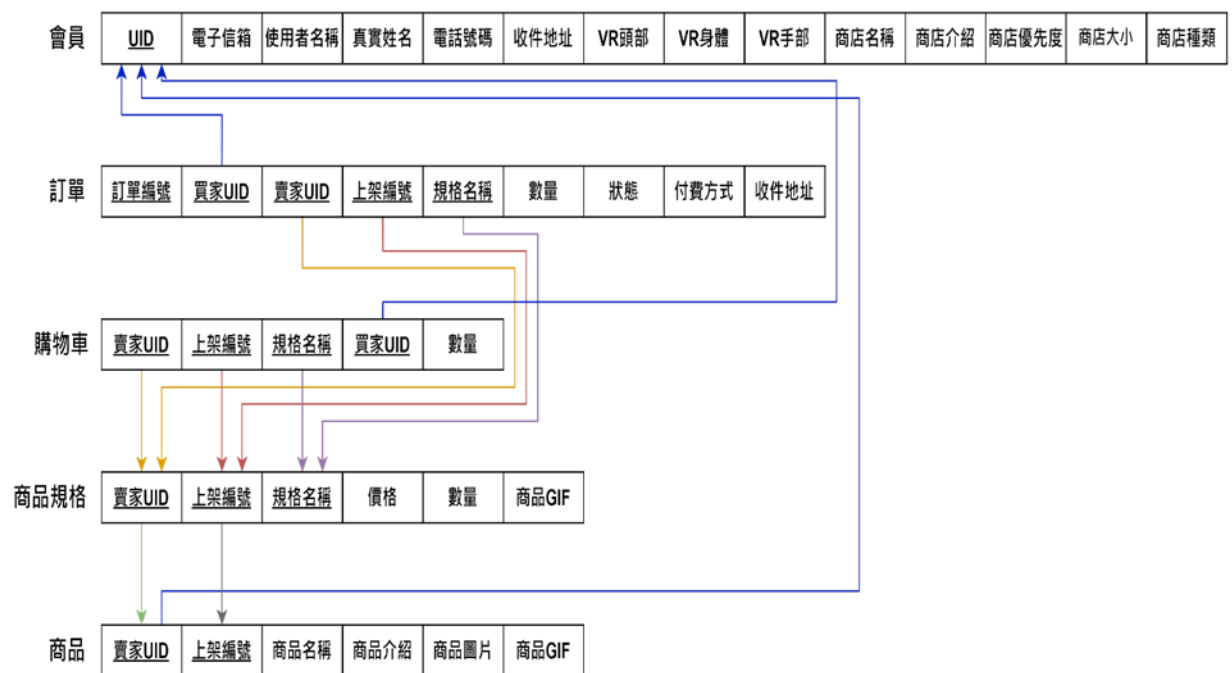 會員 UID 電子信箱 使用者名稱 真實姓名 電話號碼 收件地址 VR頭部 VR身體 VR手部 商店名稱 商店介紹 商店優先度 商店大小 商店種類
訂單 訂單編號 買家UID 賣家UID 上架編號 規格名稱 數量 狀態 付費方式 收件地址
購物車 賣家UID 上架編號 規格名稱 買家UID 數量
商品規格 賣家UID 上架編號 規格名稱 價格 數量 商品GIF
商品 賣家UID 上架編號 商品名稱 商品介紹 商品圖片 商品GIF